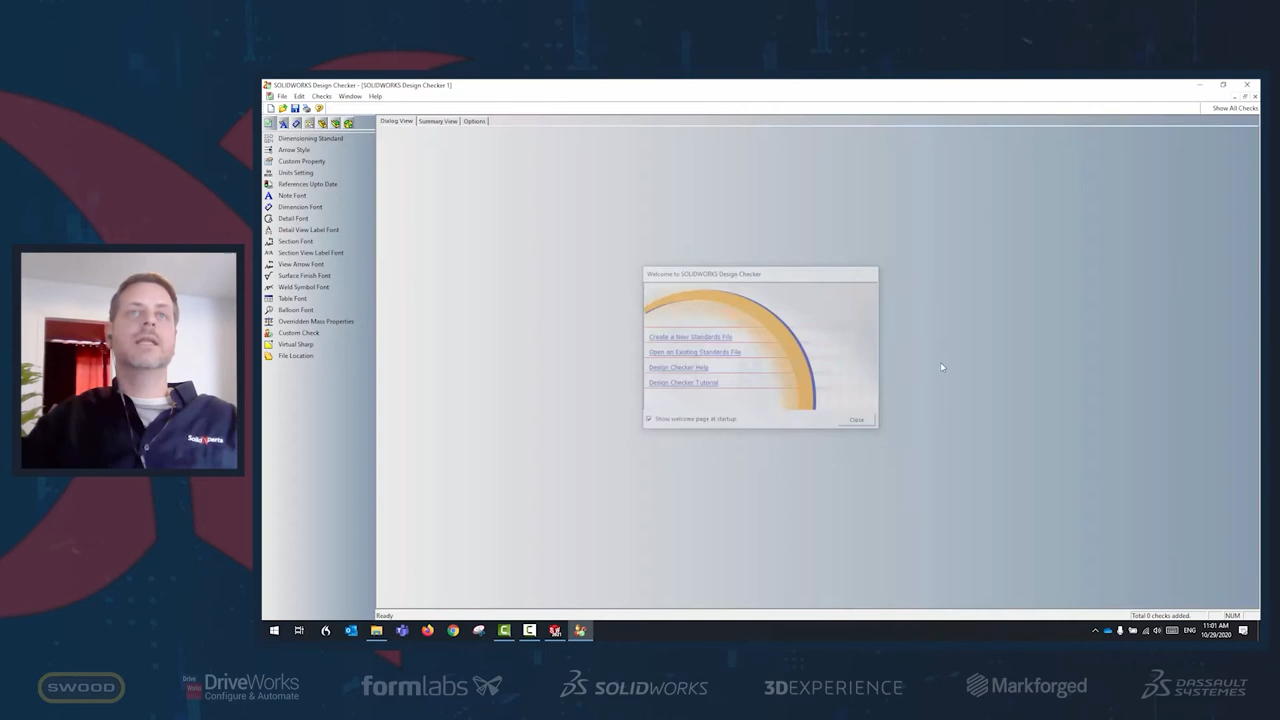 SOLIDWORKS Design Checker - [SOLIDWORKS Design Checker 1]
File Edit Checks Window Help
Show All Checks
Dialog View Summary View Options
Dimensioning Standard
Arrow Style
Custom Property
Units Setting
References Upto Date
Note Font
Dimension Font
Detail Font
Detail View Label Font
Section Font
Section View Label Font
View Arrow Font
Surface Finish Font
Weld Symbol Font
Table Font
Balloon Font
Overridden Mass Properties
Custom Check
Virtual Sharp
File Location
Welcome to SOLIDWORKS Design Checker
Create a New Standards File
Open an Existing Standards File
Design Checker Help
Design Checker Tutorial
Show welcome page at startup
Close
SolidXperts
Ready
Total 0 checks added.
NUM
ENG
11:01 AM
10/29/2020
SWOOD
DriveWorks
Configure & Automate
formlabs
SOLIDWORKS
3DEXPERIENCE
Markforged
DASSAULT
SYSTEMES